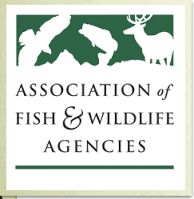 ASSOCIATION of
FISH & WILDLIFE
AGENCIES